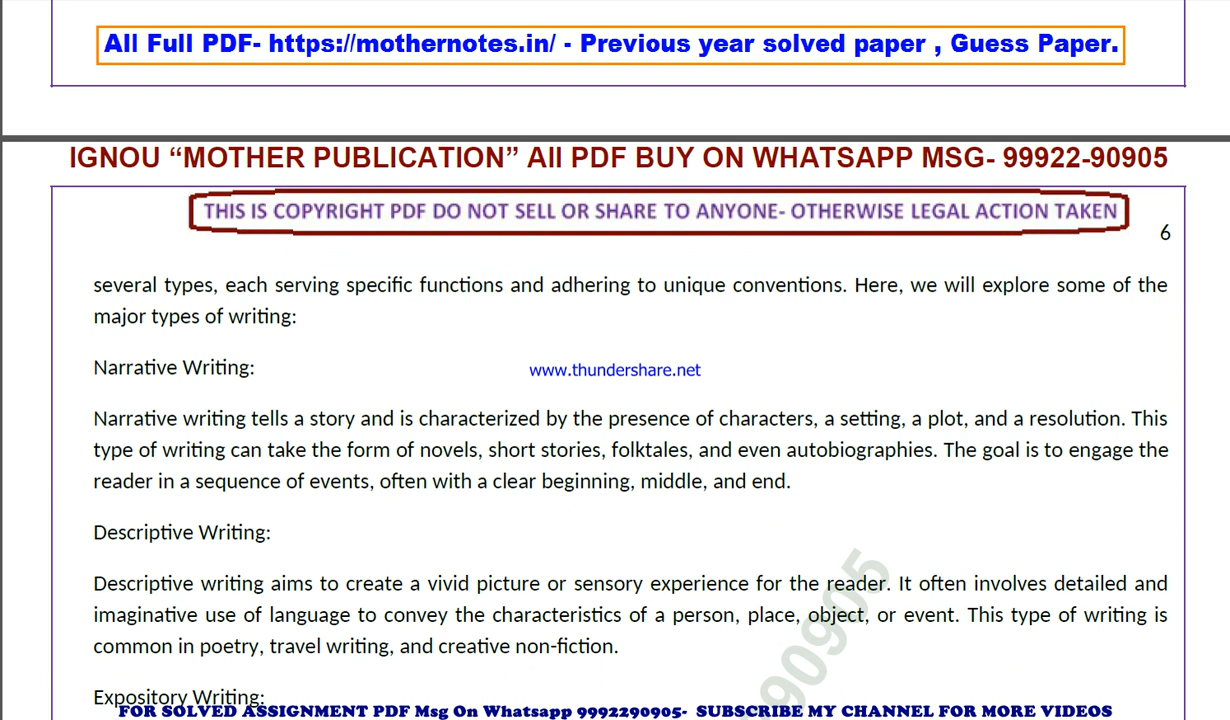 All Full PDF- https://mothernotes.in/ - Previous year solved paper , Guess Paper.
IGNOU “MOTHER PUBLICATION” All PDF BUY ON WHATSAPP MSG- 99922-90905
THIS IS COPYRIGHT PDF DO NOT SELL OR SHARE TO ANYONE- OTHERWISE LEGAL ACTION TAKEN
6
several types, each serving specific functions and adhering to unique conventions. Here, we will explore some of the
major types of writing:
Narrative Writing:
www.thundershare.net
Narrative writing tells a story and is characterized by the presence of characters, a setting, a plot, and a resolution. This
type of writing can take the form of novels, short stories, folktales, and even autobiographies. The goal is to engage the
reader in a sequence of events, often with a clear beginning, middle, and end.
Descriptive Writing:
Descriptive writing aims to create a vivid picture or sensory experience for the reader. It often involves detailed and
imaginative use of language to convey the characteristics of a person, place, object, or event. This type of writing is
common in poetry, travel writing, and creative non-fiction.
90905
Expository Writing:
FOR SOLVED ASSIGNMENT PDF Msg On Whatsapp 9992290905- SUBSCRIBE MY CHANNEL FOR MORE VIDEOS